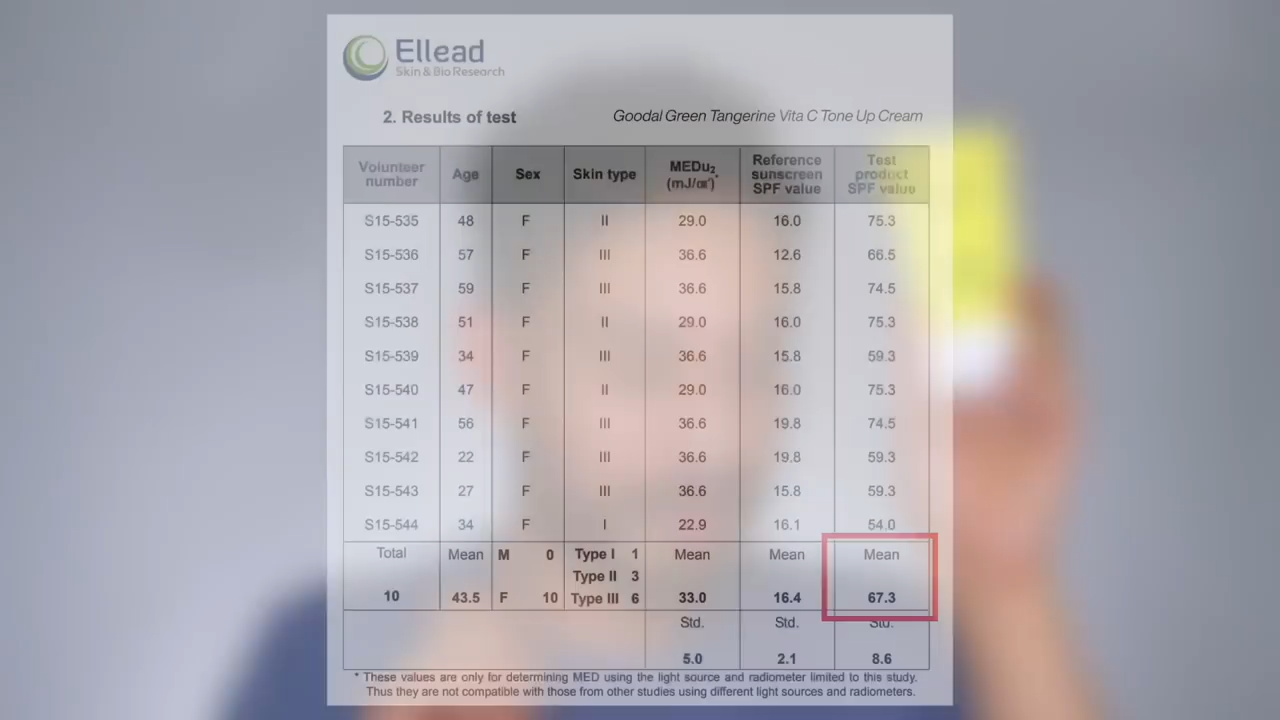 Ellead
Skin & Bio Research
2. Results of test
Goodal Green Tangerine Vita C Tone Up Cream
Volunteer number Age Sex Skin type MEDu₂* (mJ/㎠) Reference sunscreen SPF value Test product SPF value
S15-535 48 F II 29.0 16.0 75.3
S15-536 57 F III 36.6 12.6 66.5
S15-537 59 F III 36.6 15.8 74.5
S15-538 51 F II 29.0 16.0 75.3
S15-539 34 F III 36.6 15.8 59.3
S15-540 47 F II 29.0 16.0 75.3
S15-541 56 F III 36.6 19.8 74.5
S15-542 22 F III 36.6 19.8 59.3
S15-543 27 F III 36.6 15.8 59.3
S15-544 34 F I 22.9 16.1 54.0
Total Mean M 0 Type I 1 Mean Mean Mean
Type II 3
10 43.5 F 10 Type III 6 33.0 16.4 67.3
Std. Std. Std.
5.0 2.1 8.6
* These values are only for determining MED using the light source and radiometer limited to this study.
Thus they are not compatible with those from other studies using different light sources and radiometers.